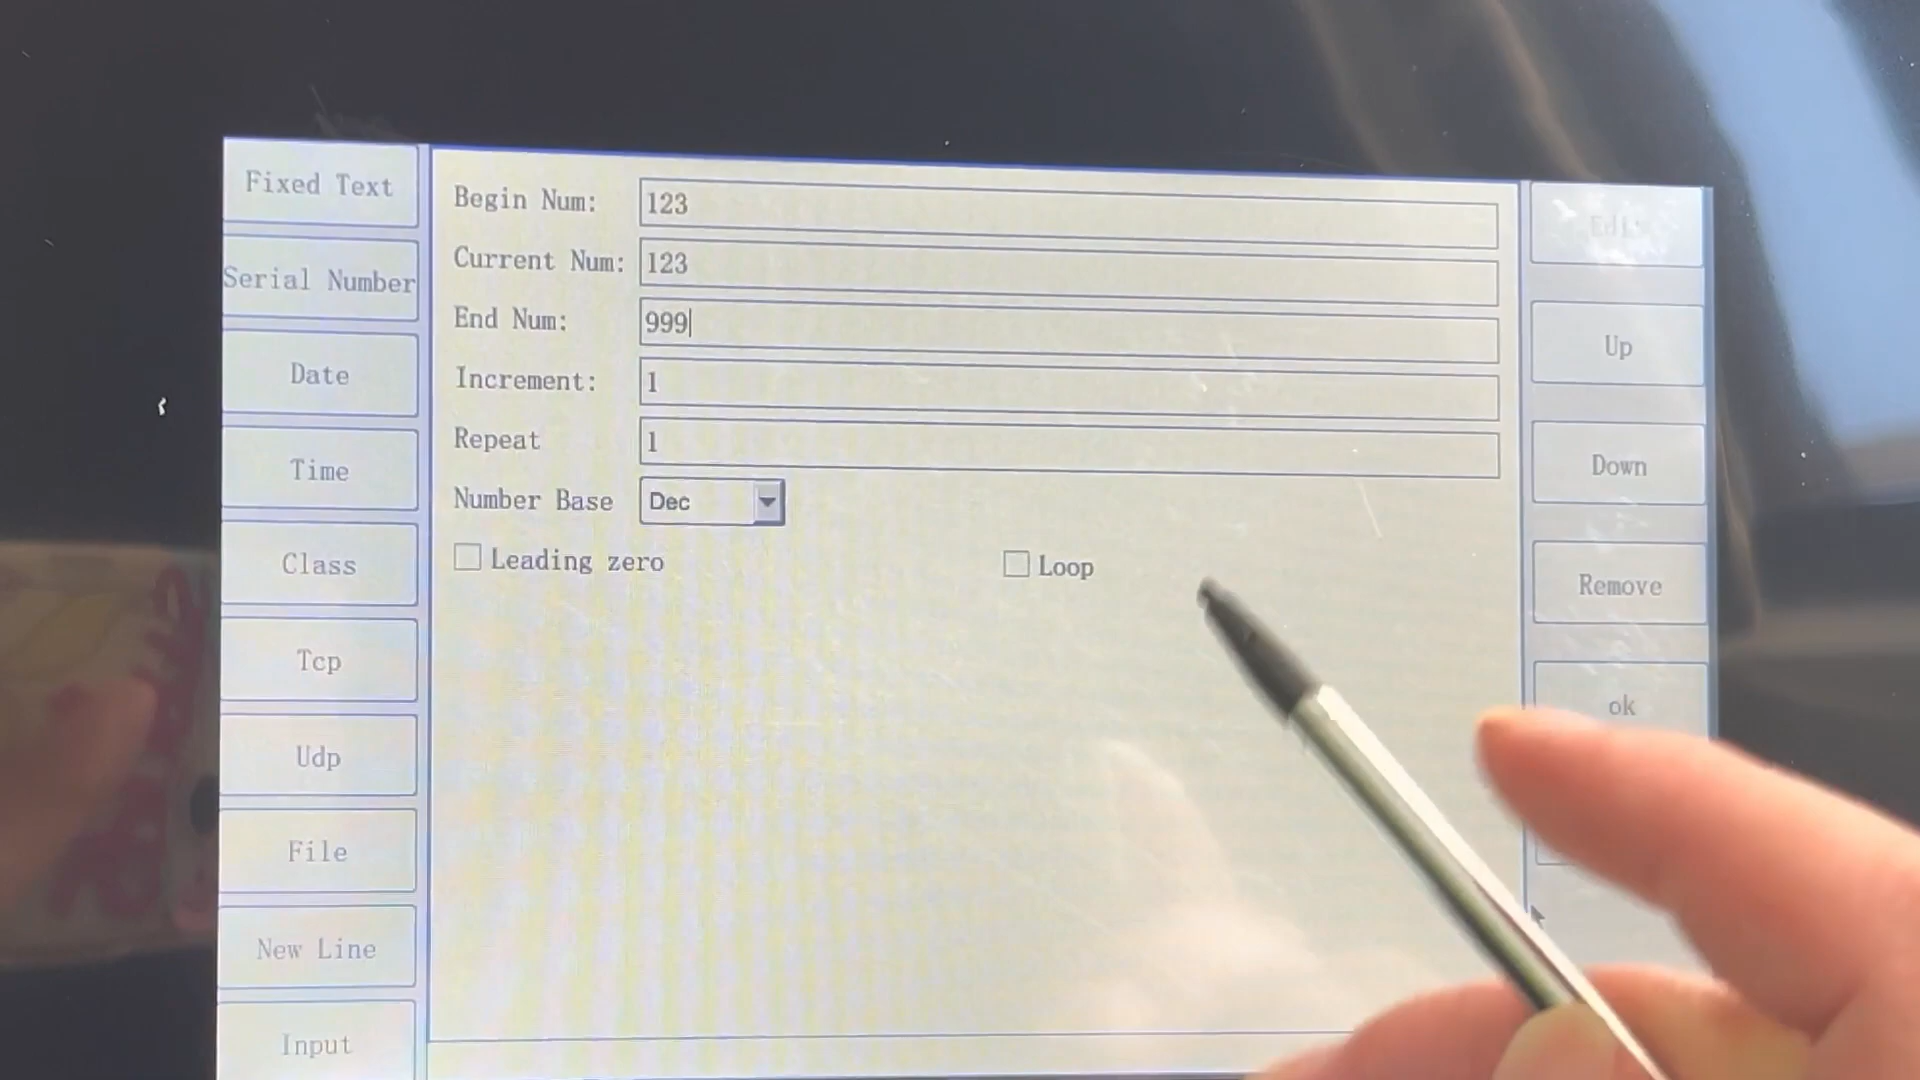 Fixed Text
Serial Number
Date
Time
Class
Tcp
Udp
File
New Line
Input
Begin Num: 123
Current Num: 123
End Num: 999
Increment: 1
Repeat 1
Number Base Dec
Leading zero
Loop
Edit
Up
Down
Remove
ok